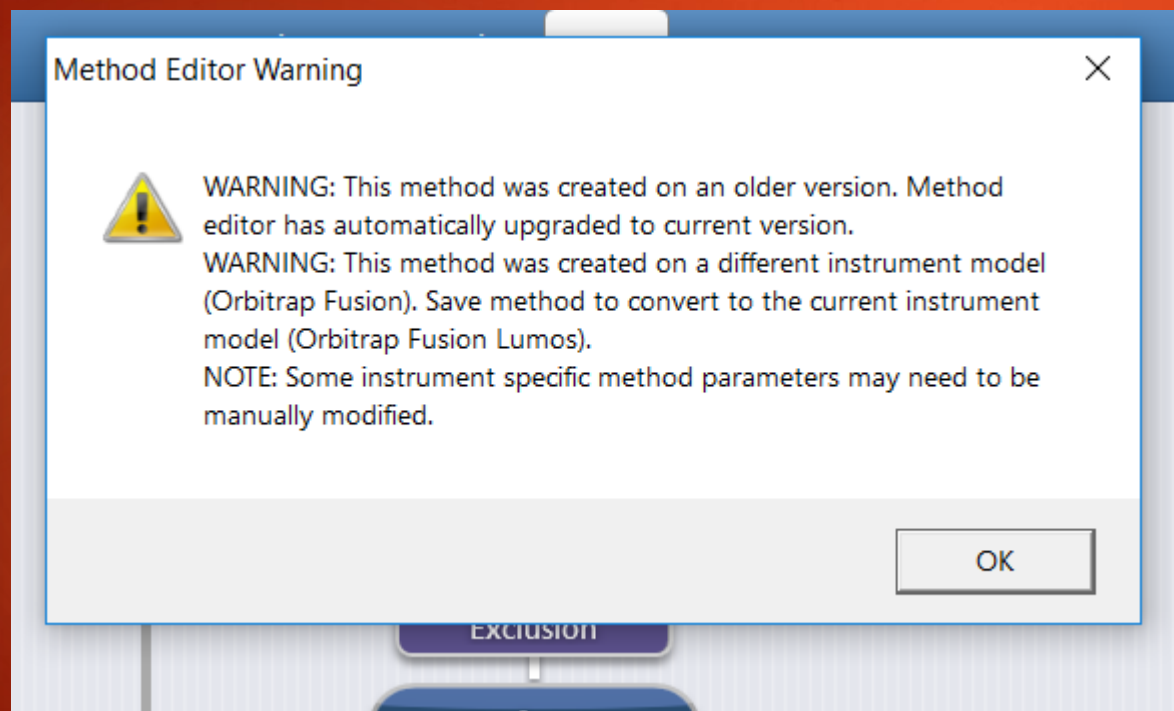 Method Editor Warning
WARNING: This method was created on an older version. Method
editor has automatically upgraded to current version.
WARNING: This method was created on a different instrument model
(Orbitrap Fusion). Save method to convert to the current instrument
model (Orbitrap Fusion Lumos).
NOTE: Some instrument specific method parameters may need to be
manually modified.
OK
Exclusion